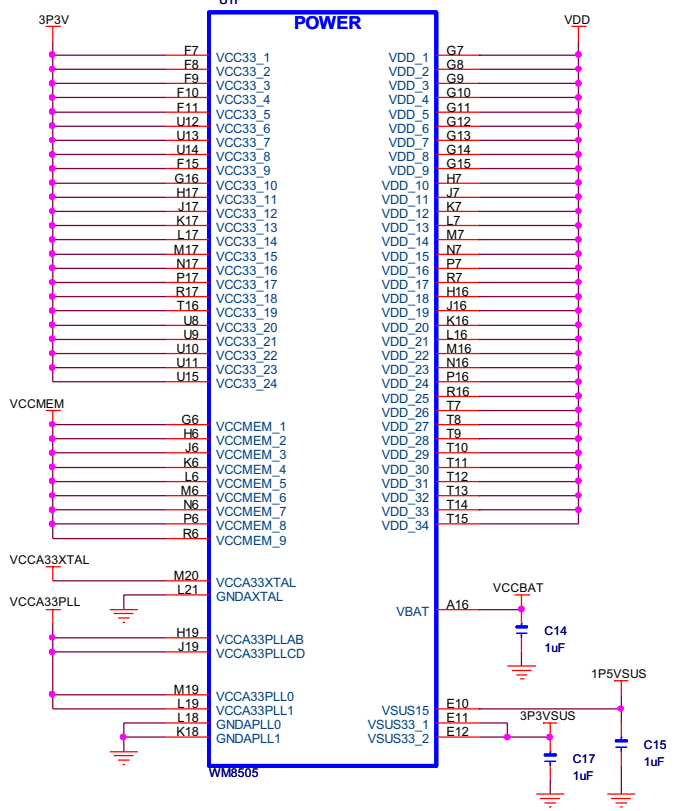 U1F
POWER
3P3V
VDD
F7 VCC33_1 VDD_1 G7
F8 VCC33_2 VDD_2 G8
F9 VCC33_3 VDD_3 G9
F10 VCC33_4 VDD_4 G10
F11 VCC33_5 VDD_5 G11
U12 VCC33_6 VDD_6 G12
U13 VCC33_7 VDD_7 G13
U14 VCC33_8 VDD_8 G14
F15 VCC33_9 VDD_9 G15
G16 VCC33_10 VDD_10 H7
H17 VCC33_11 VDD_11 J7
J17 VCC33_12 VDD_12 K7
K17 VCC33_13 VDD_13 L7
L17 VCC33_14 VDD_14 M7
M17 VCC33_15 VDD_15 N7
N17 VCC33_16 VDD_16 P7
P17 VCC33_17 VDD_17 R7
R17 VCC33_18 VDD_18 H16
T16 VCC33_19 VDD_19 J16
U8 VCC33_20 VDD_20 K16
U9 VCC33_21 VDD_21 L16
U10 VCC33_22 VDD_22 M16
U11 VCC33_23 VDD_23 N16
U15 VCC33_24 VDD_24 P16
VDD_25 R16
VCCMEM
VDD_26 T7
G6 VCCMEM_1 VDD_27 T8
H6 VCCMEM_2 VDD_28 T9
J6 VCCMEM_3 VDD_29 T10
K6 VCCMEM_4 VDD_30 T11
L6 VCCMEM_5 VDD_31 T12
M6 VCCMEM_6 VDD_32 T13
N6 VCCMEM_7 VDD_33 T14
P6 VCCMEM_8 VDD_34 T15
R6 VCCMEM_9
VCCA33XTAL
M20 VCCA33XTAL
L21 GNDAXTAL
VCCBAT
VCCA33PLL
VBAT A16
C14
1uF
H19 VCCA33PLLAB
J19 VCCA33PLLCD
1P5VSUS
M19 VCCA33PLL0
L19 VCCA33PLL1 VSUS15 E10
L18 GNDAPLL0 VSUS33_1 E11
3P3VSUS
K18 GNDAPLL1 VSUS33_2 E12
C17
1uF
C15
1uF
WM8505